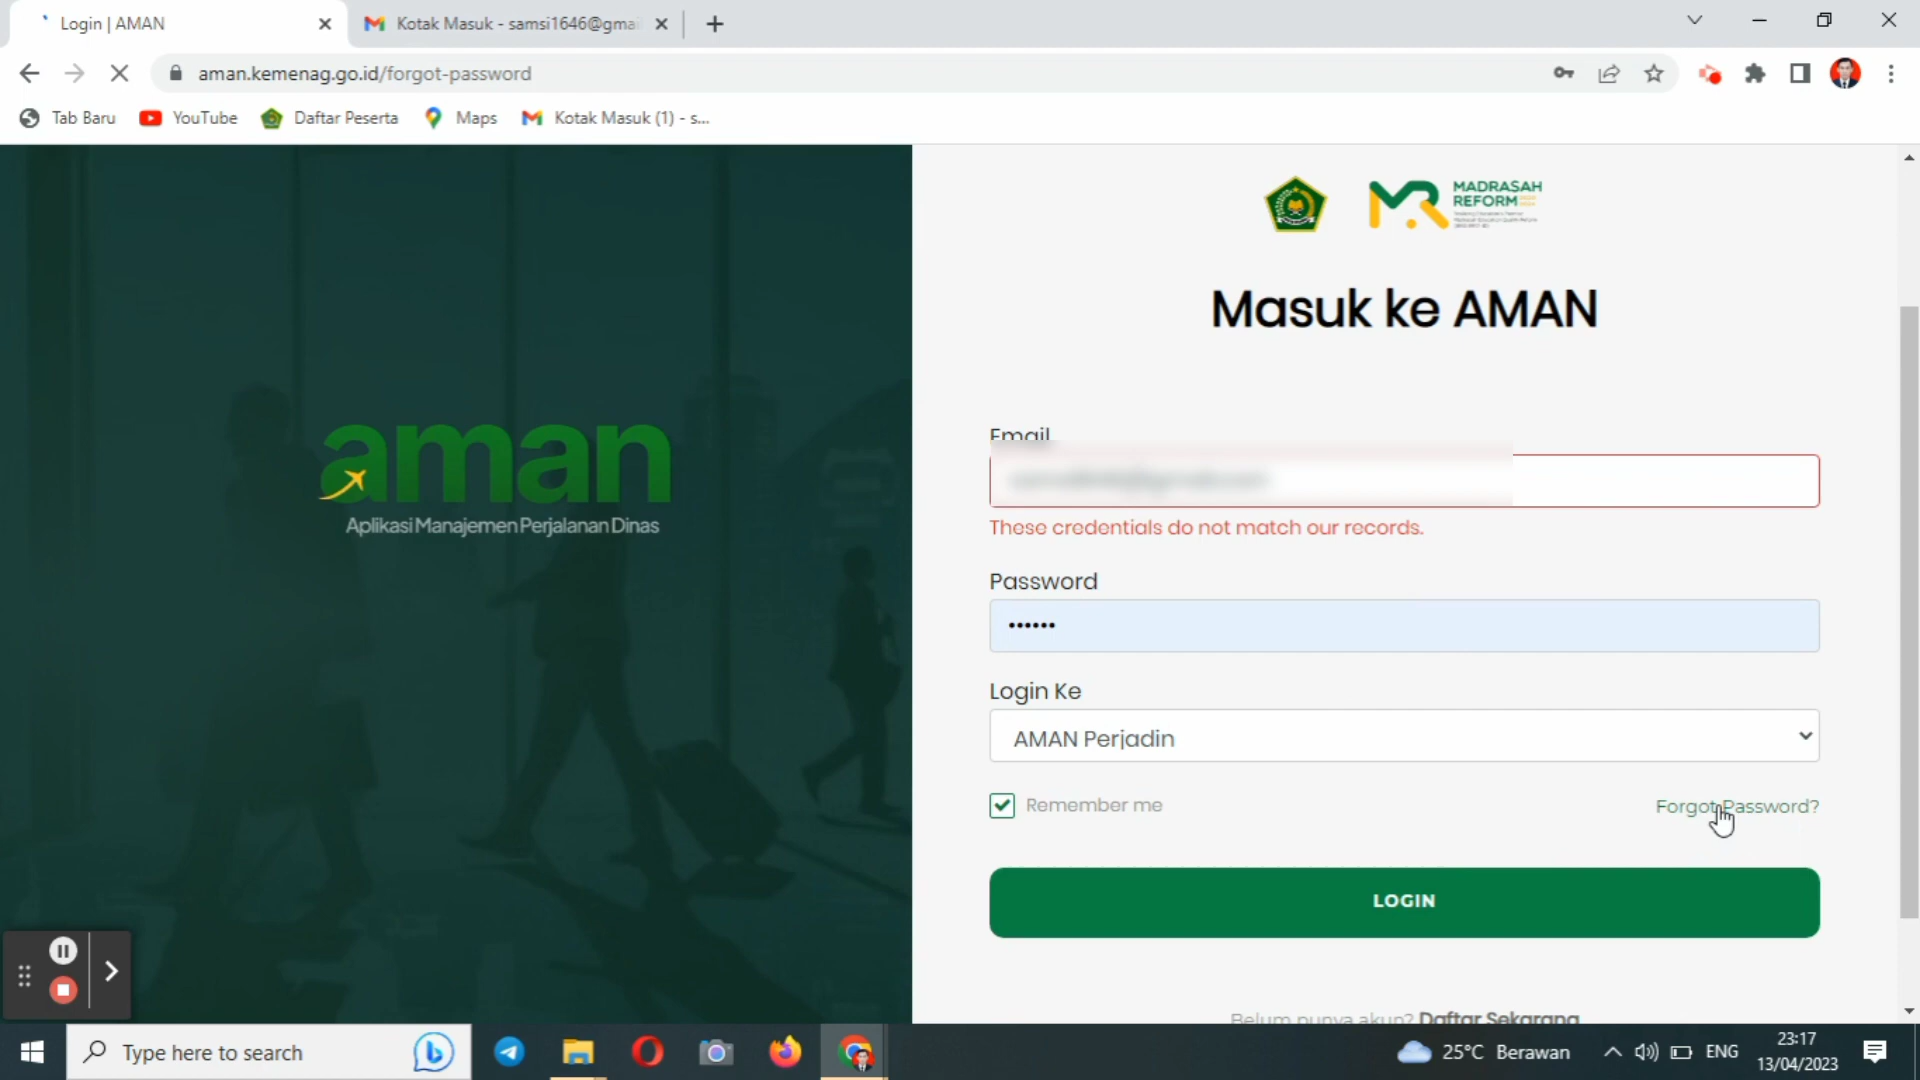 Login | AMAN
Kotak Masuk - samsi1646@gmai
aman.kemenag.go.id/forgot-password
Tab Baru
YouTube
Daftar Peserta
Maps
Kotak Masuk (1) - s...
MADRASAH
REFORM
Masuk ke AMAN
aman
Aplikasi Manajemen Perjalanan Dinas
Email
These credentials do not match our records.
Password
••••••
Login Ke
AMAN Perjadin
Remember me
Forgot Password?
LOGIN
Belum punya akun? Daftar Sekarang
Type here to search
25°C Berawan
ENG
23:17
13/04/2023